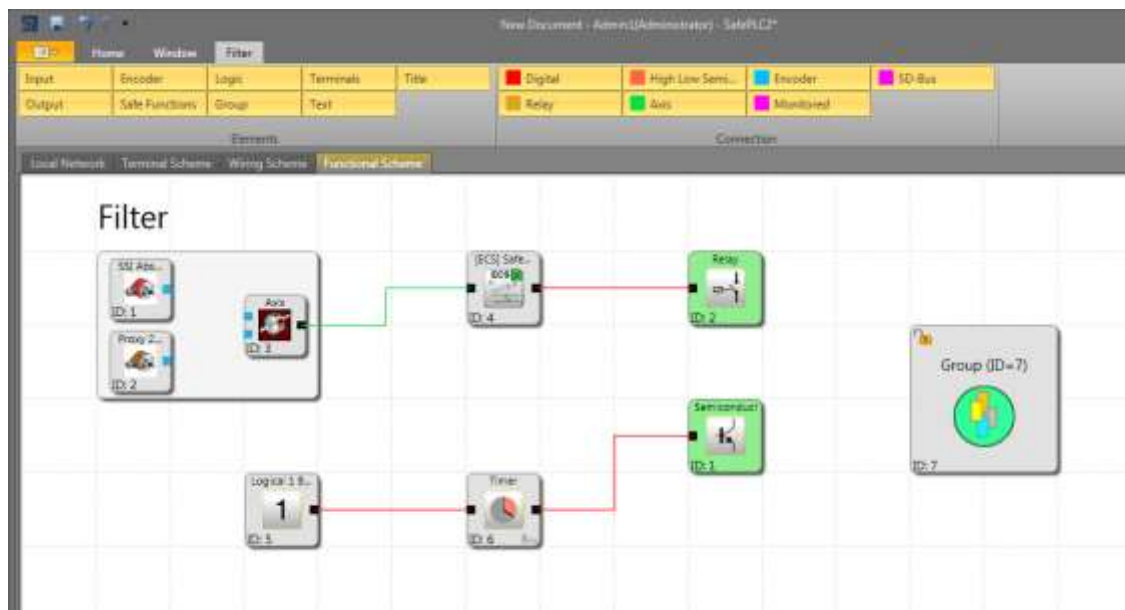 New Document - Admin1(Administrator) - SafePLC2*
Home Window Filter
Input Encoder Logic Terminals Title Digital High Low Semi... Encoder SD-Bus
Output Safe Functions Group Text Relay Axis Monitored
Elements Connection
Local Network Terminal Scheme Wiring Scheme Functional Scheme
Filter
SSI Abs...
ID: 1
Proxy 2...
ID: 2
Axis
ID: 3
[ECS] Safe...
ECS
ID: 4
Relay
ID: 2
Group (ID=7)
ID: 7
Semiconduct
ID: 1
Logical 1 B...
1
ID: 5
Timer
ID: 6